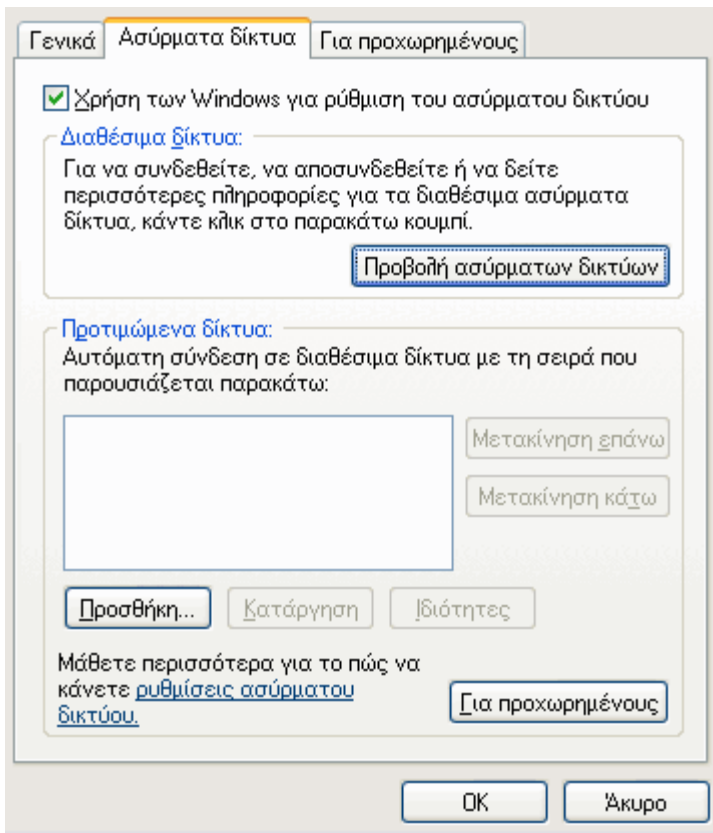 Γενικά
Ασύρματα δίκτυα
Για προχωρημένους
Χρήση των Windows για ρύθμιση του ασύρματου δικτύου
Διαθέσιμα δίκτυα:
Για να συνδεθείτε, να αποσυνδεθείτε ή να δείτε
περισσότερες πληροφορίες για τα διαθέσιμα ασύρματα
δίκτυα, κάντε κλικ στο παρακάτω κουμπί.
Προβολή ασύρματων δικτύων
Προτιμώμενα δίκτυα:
Αυτόματη σύνδεση σε διαθέσιμα δίκτυα με τη σειρά που
παρουσιάζεται παρακάτω:
Μετακίνηση επάνω
Μετακίνηση κάτω
Προσθήκη...
Κατάργηση
Ιδιότητες
Μάθετε περισσότερα για το πώς να
κάνετε ρυθμίσεις ασύρματου
δικτύου.
Για προχωρημένους
OK
Άκυρο